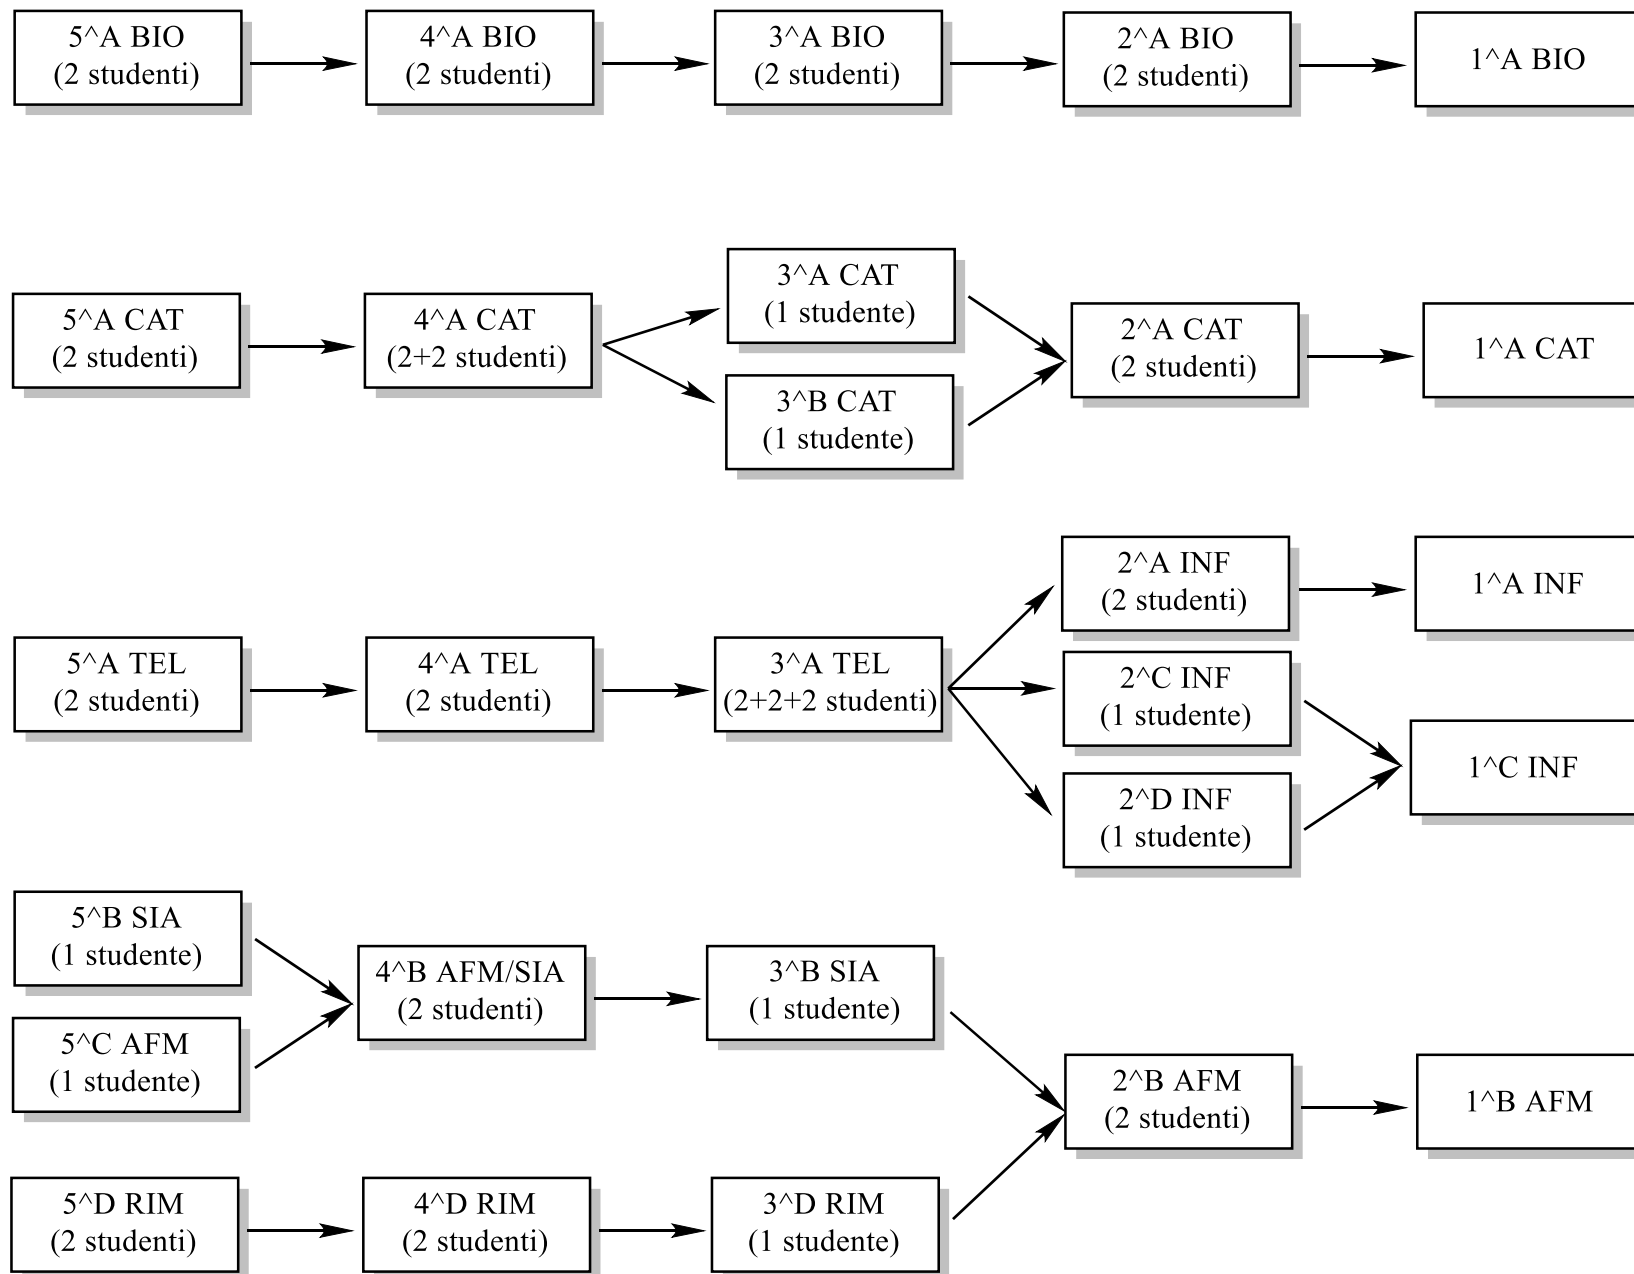 5^A BIO
(2 studenti)
4^A BIO
(2 studenti)
3^A BIO
(2 studenti)
2^A BIO
(2 studenti)
1^A BIO
5^A CAT
(2 studenti)
4^A CAT
(2+2 studenti)
3^A CAT
(1 studente)
3^B CAT
(1 studente)
2^A CAT
(2 studenti)
1^A CAT
5^A TEL
(2 studenti)
4^A TEL
(2 studenti)
3^A TEL
(2+2+2 studenti)
2^A INF
(2 studenti)
1^A INF
2^C INF
(1 studente)
2^D INF
(1 studente)
1^C INF
5^B SIA
(1 studente)
5^C AFM
(1 studente)
4^B AFM/SIA
(2 studenti)
3^B SIA
(1 studente)
2^B AFM
(2 studenti)
1^B AFM
5^D RIM
(2 studenti)
4^D RIM
(2 studenti)
3^D RIM
(1 studente)